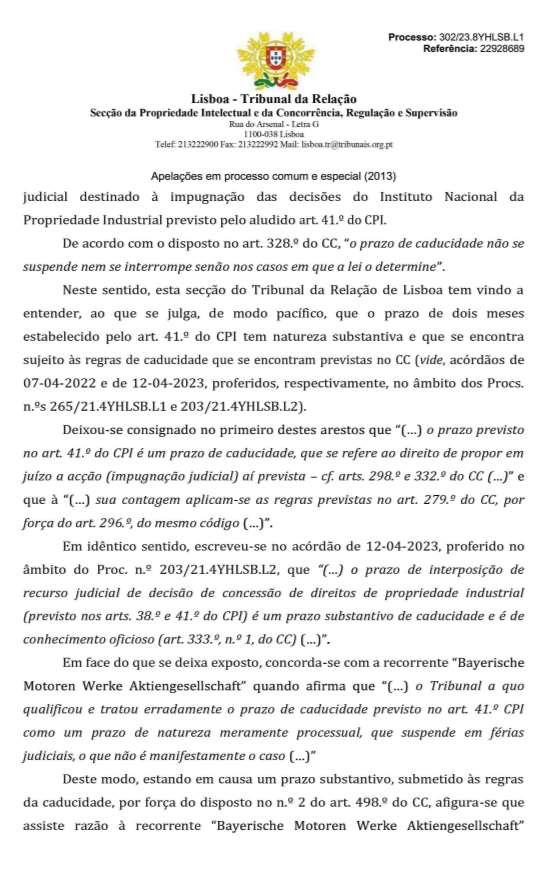 Processo: 302/23.8YHLSB.L1
Referência: 22928689
Lisboa - Tribunal da Relação
Secção da Propriedade Intelectual e da Concorrência, Regulação e Supervisão
Rua do Arsenal - Letra G
1100-038 Lisboa
Telef: 213222900 Fax: 213222992 Mail: lisboa.tr@tribunais.org.pt
Apelações em processo comum e especial (2013)
judicial destinado à impugnação das decisões do Instituto Nacional da
Propriedade Industrial previsto pelo aludido art. 41.º do CPI.
De acordo com o disposto no art. 328.º do CC, “o prazo de caducidade não se
suspende nem se interrompe senão nos casos em que a lei o determine”.
Neste sentido, esta secção do Tribunal da Relação de Lisboa tem vindo a
entender, ao que se julga, de modo pacífico, que o prazo de dois meses
estabelecido pelo art. 41.º do CPI tem natureza substantiva e que se encontra
sujeito às regras de caducidade que se encontram previstas no CC (vide, acórdãos de
07-04-2022 e de 12-04-2023, proferidos, respectivamente, no âmbito dos Procs.
n.ºs 265/21.4YHLSB.L1 e 203/21.4YHLSB.L2).
Deixou-se consignado no primeiro destes arestos que “(...) o prazo previsto
no art. 41.º do CPI é um prazo de caducidade, que se refere ao direito de propor em
juízo a acção (impugnação judicial) aí prevista – cf. arts. 298.º e 332.º do CC (...)” e
que à “(...) sua contagem aplicam-se as regras previstas no art. 279.º do CC, por
força do art. 296.º, do mesmo código (...)”.
Em idêntico sentido, escreveu-se no acórdão de 12-04-2023, proferido no
âmbito do Proc. n.º 203/21.4YHLSB.L2, que “(...) o prazo de interposição de
recurso judicial de decisão de concessão de direitos de propriedade industrial
(previsto nos arts. 38.º e 41.º do CPI) é um prazo substantivo de caducidade e é de
conhecimento oficioso (art. 333.º, n.º 1, do CC) (...)”.
Em face do que se deixa exposto, concorda-se com a recorrente “Bayerische
Motoren Werke Aktiengesellschaft” quando afirma que “(...) o Tribunal a quo
qualificou e tratou erradamente o prazo de caducidade previsto no art. 41.º CPI
como um prazo de natureza meramente processual, que suspende em férias
judiciais, o que não é manifestamente o caso (...)”
Deste modo, estando em causa um prazo substantivo, submetido às regras
da caducidade, por força do disposto no n.º 2 do art. 498.º do CC, afigura-se que
assiste razão à recorrente “Bayerische Motoren Werke Aktiengesellschaft”